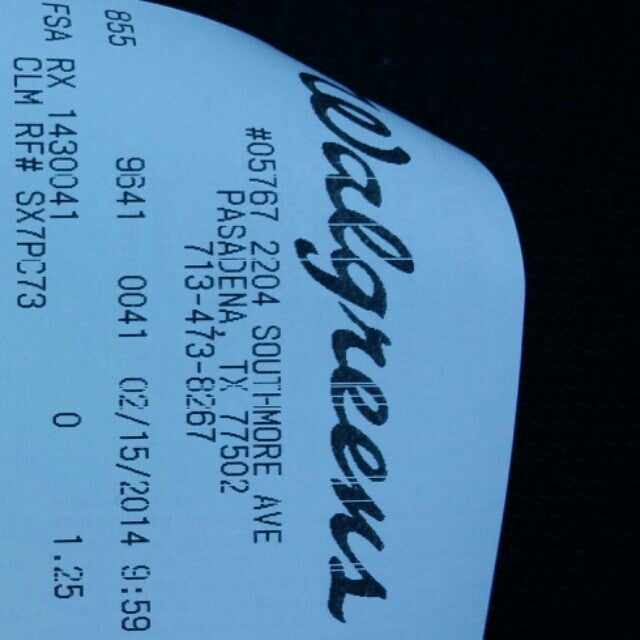 Walgreens
#05767 2204 SOUTHMORE AVE
PASADENA, TX 77502
713-473-8267
855 9641 0041 02/15/2014 9:59
FSA RX 1430041 0 1.25
CLM RF# SX7PC73